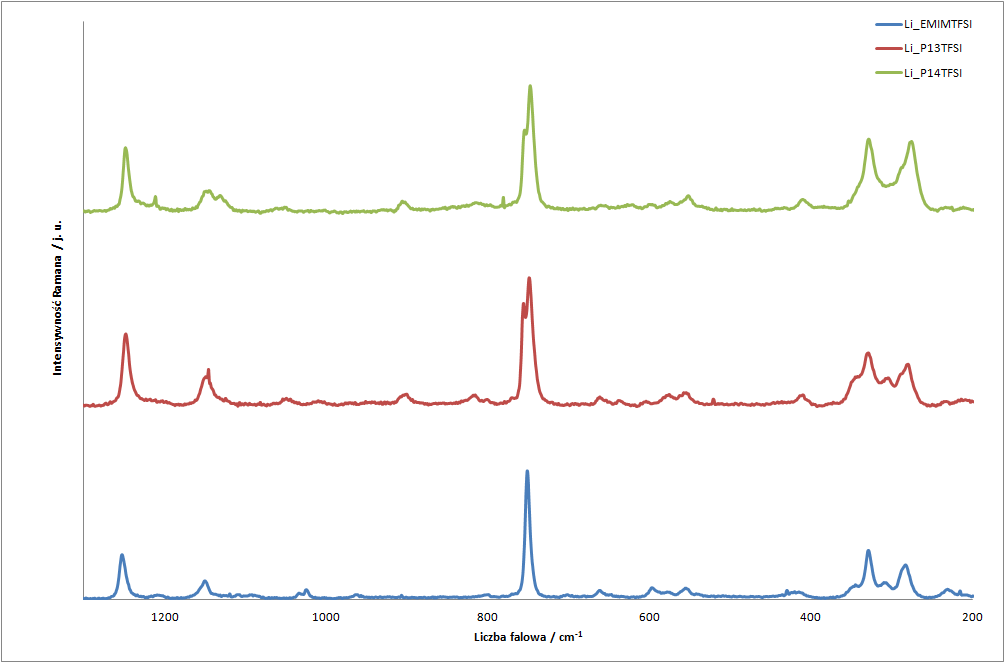 Li_EMIMTFSI
Li_P13TFSI
Li_P14TFSI
Intensywność Ramana / j. u.
1200 1000 800 600 400 200
Liczba falowa / cm-1